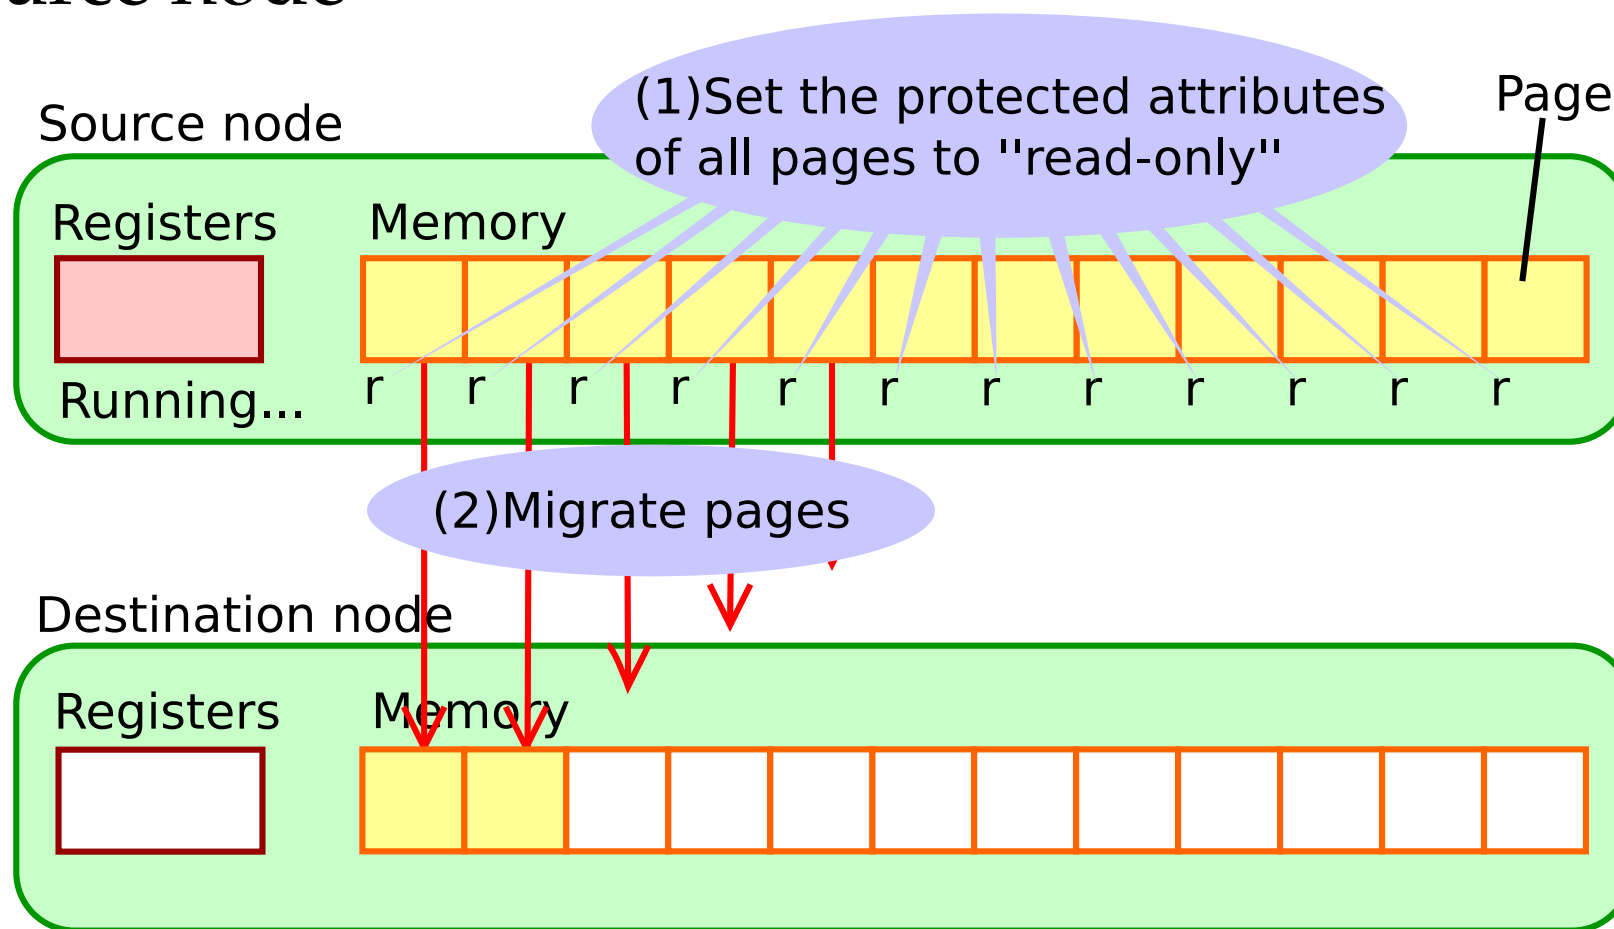 Node
(1)Set the protected attributes
of all pages to "read-only"
Page
Source node
Registers
Memory
r r r r r r r r r r r r
Running...
(2)Migrate pages
Destination node
Registers
Memory